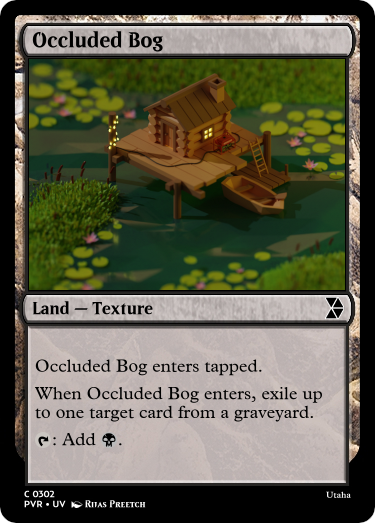 Occluded Bog
Land — Texture
Occluded Bog enters tapped.
When Occluded Bog enters, exile up
to one target card from a graveyard.
: Add .
C 0302
PVR • UV Rijas Preetch
Utaha